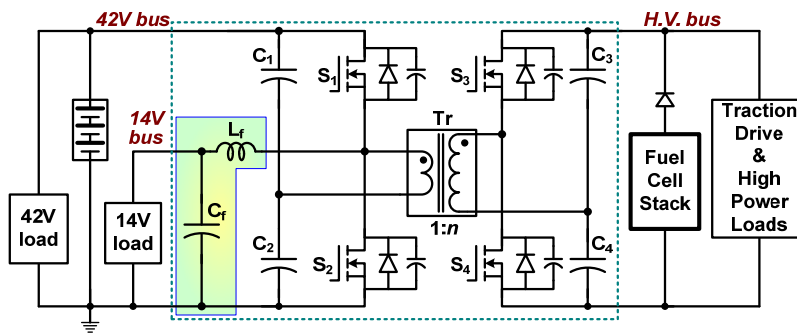 42V bus
H.V. bus
C1
S1
S3
C3
14V
bus
Lf
Tr
Traction
Drive
&
High
Power
Loads
Fuel
Cell
Stack
42V
load
14V
load
Cf
1:n
C2
S2
S4
C4